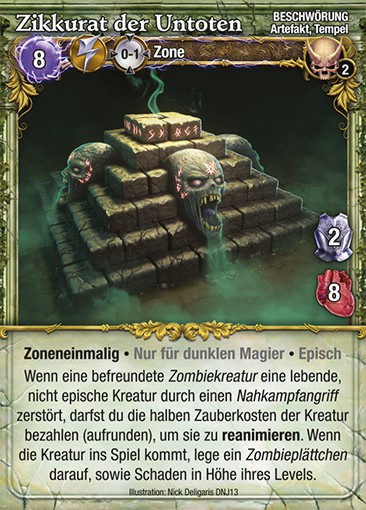 Zikkurat der Untoten
BESCHWÖRUNG
Artefakt, Tempel
8
0-1
Zone
2
2
8
Zoneneinmalig • Nur für dunklen Magier • Episch
Wenn eine befreundete Zombiekreatur eine lebende,
nicht epische Kreatur durch einen Nahkampfangriff
zerstört, darfst du die halben Zauberkosten der Kreatur
bezahlen (aufrunden), um sie zu reanimieren. Wenn
die Kreatur ins Spiel kommt, lege ein Zombieplättchen
darauf, sowie Schaden in Höhe ihres Levels.
Illustration: Nick Deligaris DNJ13